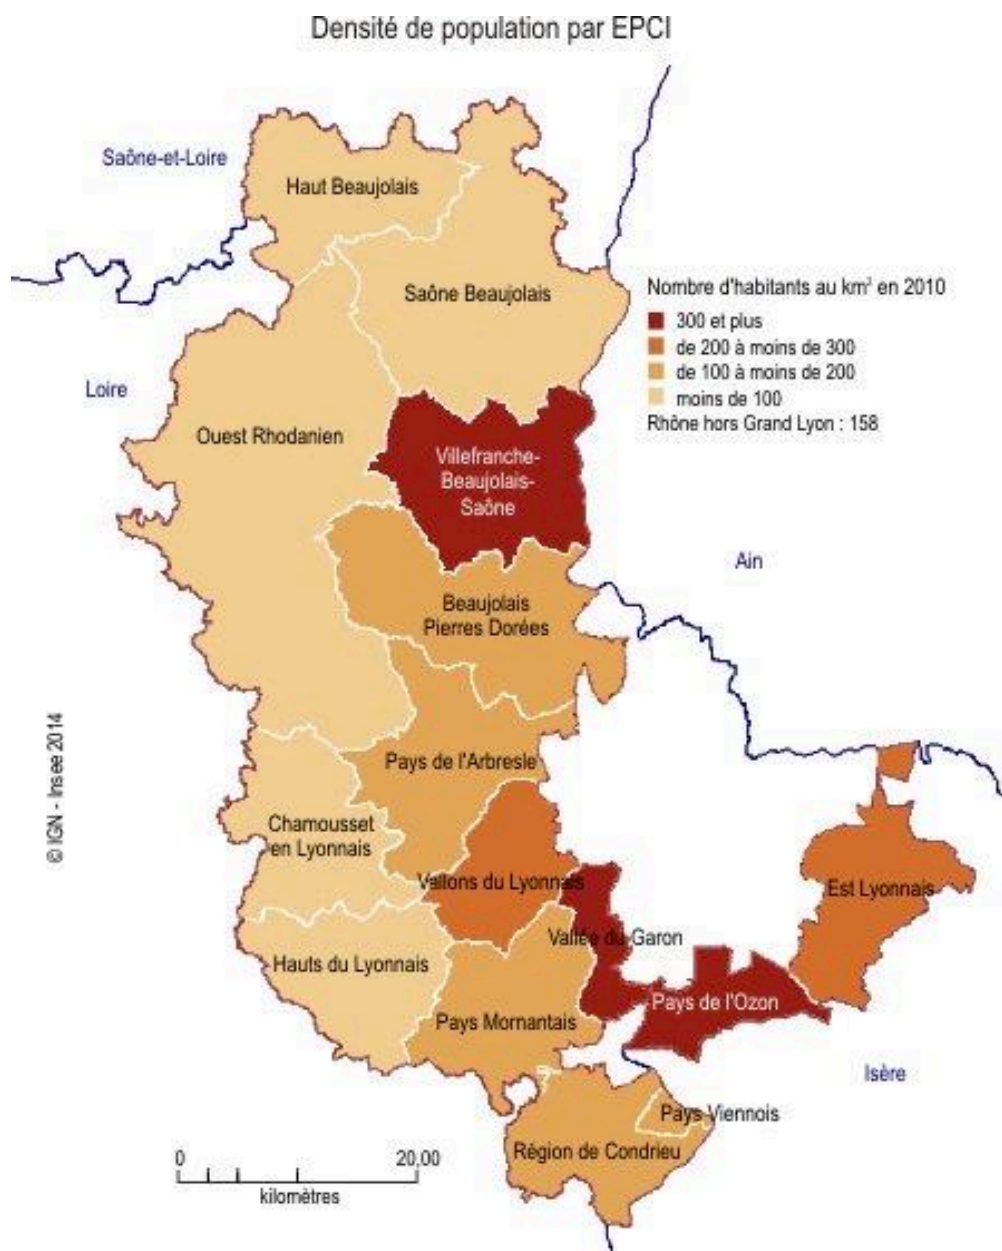 Densité de population par EPCI
Saône-et-Loire
Haut Beaujolais
Saône Beaujolais
Nombre d'habitants au km² en 2010
300 et plus
de 200 à moins de 300
de 100 à moins de 200
moins de 100
Rhône hors Grand Lyon : 158
Loire
Ouest Rhodanien
Villefranche-
Beaujolais-
Saône
Ain
Beaujolais
Pierres Dorées
© IGN - Insee 2014
Pays de l'Arbresle
Chamousset
en Lyonnais
Vallons du Lyonnais
Est Lyonnais
Vallée du Garon
Hauts du Lyonnais
Pays de l'Ozon
Pays Mornantais
Isère
Pays Viennois
Région de Condrieu
0 20,00
kilomètres